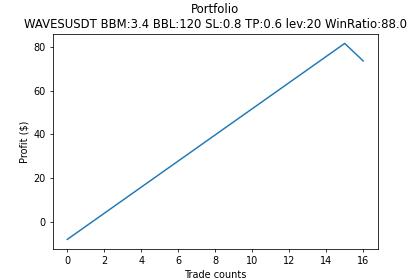 Portfolio
WAVESUSDT BBM:3.4 BBL:120 SL:0.8 TP:0.6 lev:20 WinRatio:88.0
80
60
40
20
0
Profit ($)
0 2 4 6 8 10 12 14 16
Trade counts